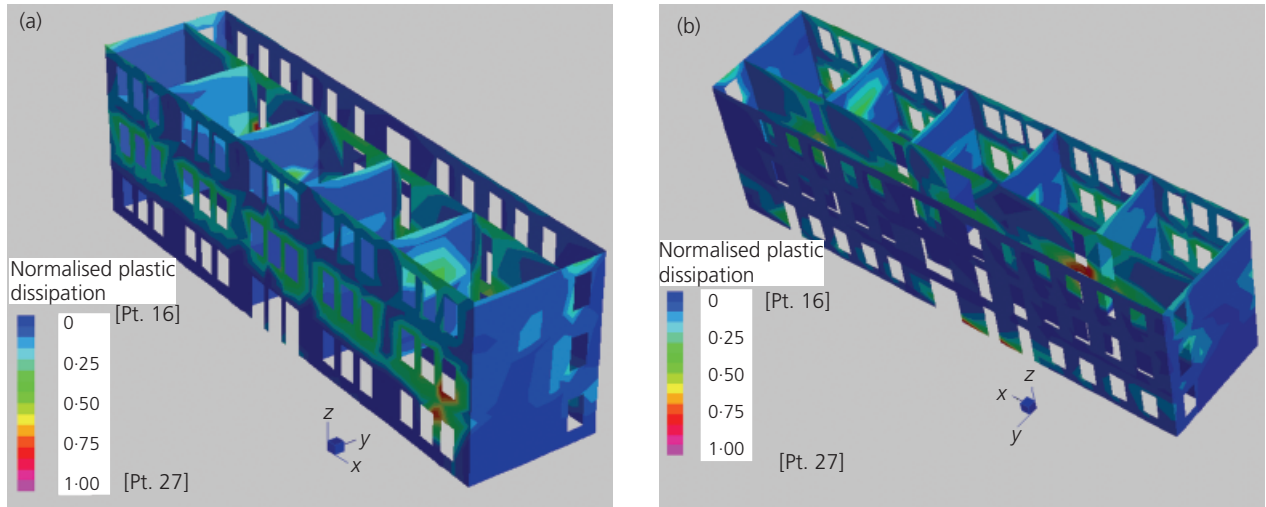 (a)
Normalised plastic
dissipation
0
[Pt. 16]
0·25
0·50
0·75
1·00
[Pt. 27]
z
y
x
(b)
Normalised plastic
dissipation
0
[Pt. 16]
0·25
0·50
0·75
1·00
[Pt. 27]
z
x
y